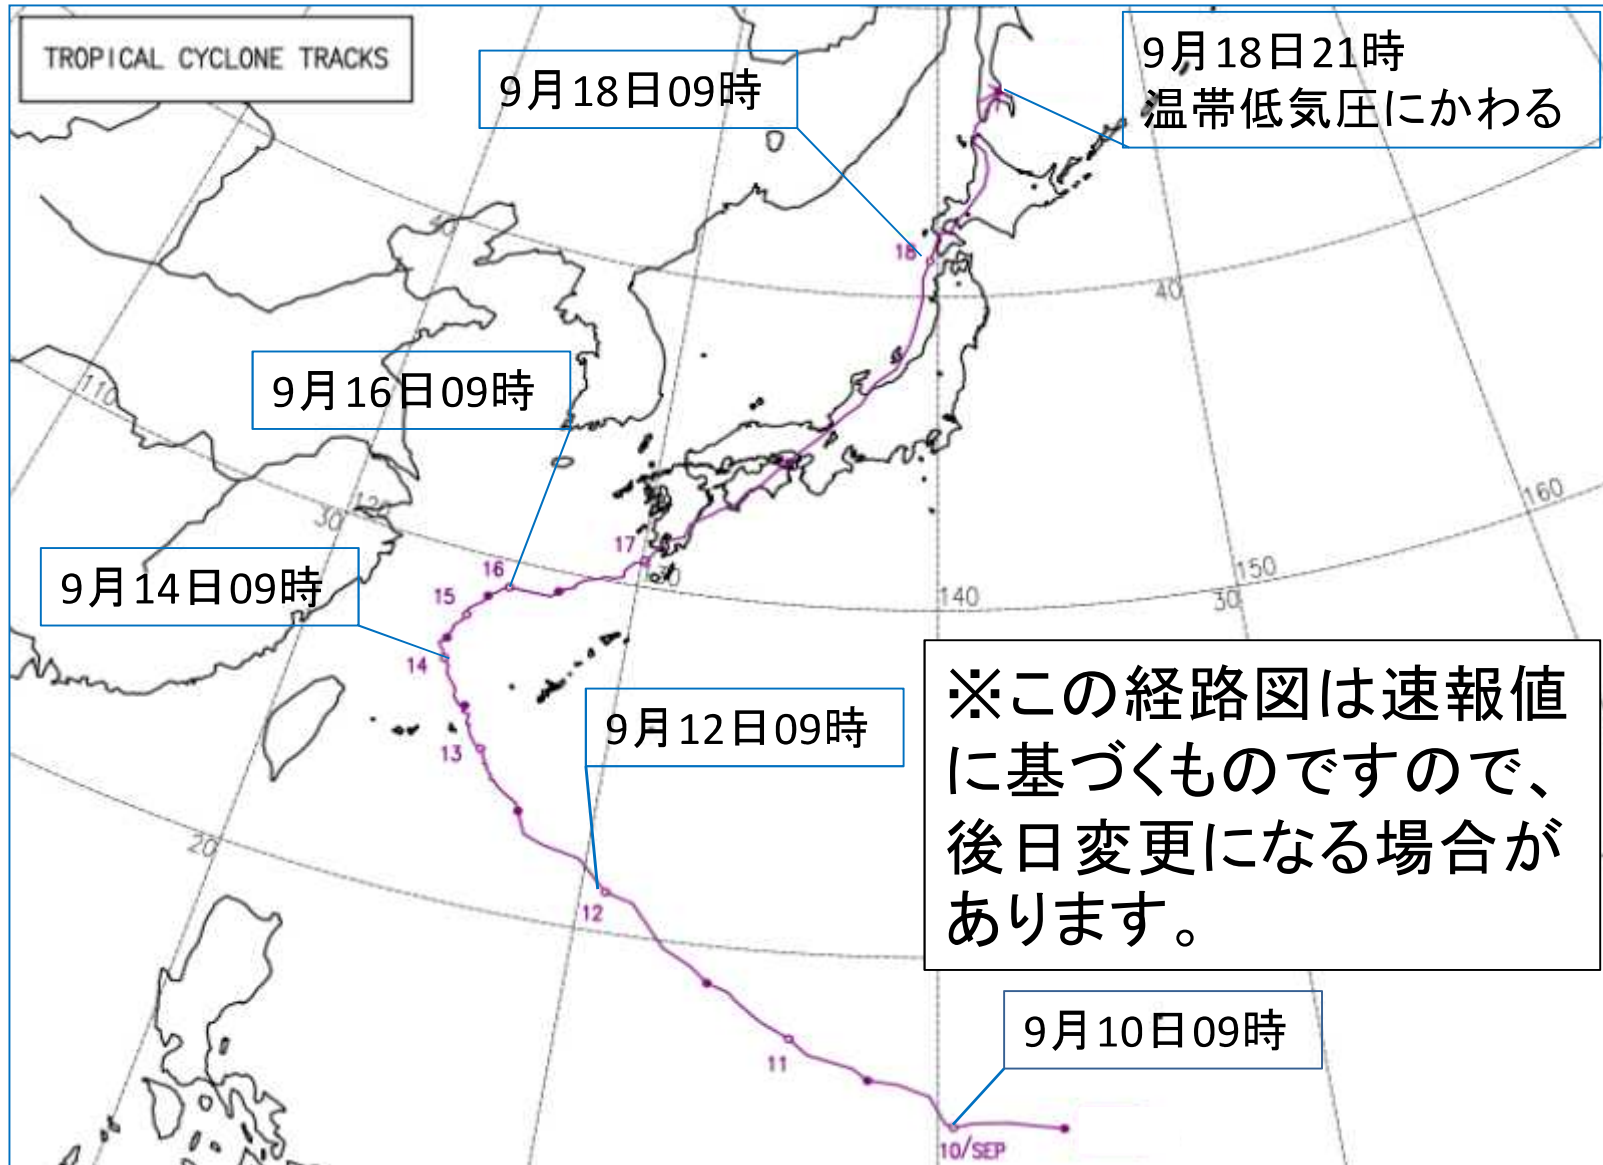 TROPICAL CYCLONE TRACKS
9月18日09時
9月18日21時
温帯低気圧にかわる
40
18
40
9月16日09時
110
120
30
160
17
130
150
16
140
30
15
9月14日09時
14
13
9月12日09時
※この経路図は速報値
に基づくものですので、
後日変更になる場合が
あります。
20
12
9月10日09時
11
10/SEP